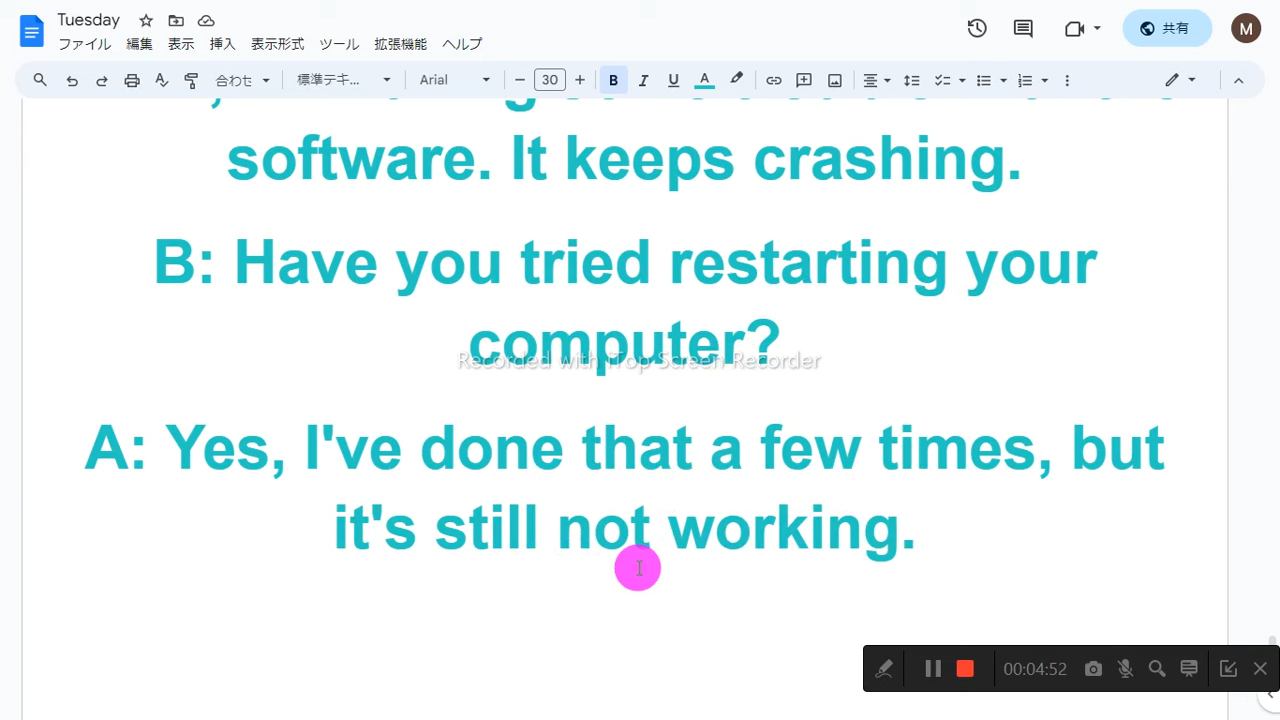 Tuesday
ファイル 編集 表示 挿入 表示形式 ツール 拡張機能 ヘルプ
共有
M
合わせ 標準テキ... Arial 30 B I U A
software. It keeps crashing.
B: Have you tried restarting your
computer?
Recorded with iTop Screen Recorder
A: Yes, I've done that a few times, but
it's still not working.
00:04:52